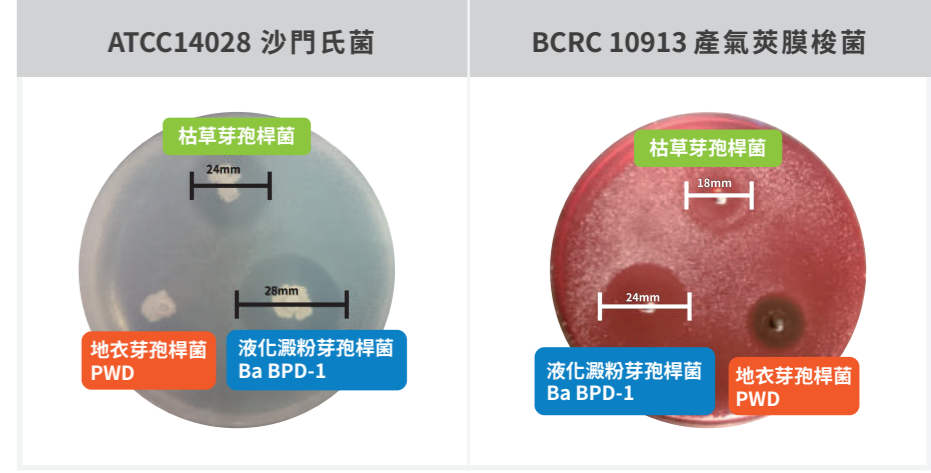 ATCC14028 沙門氏菌
BCRC 10913 產氣莢膜梭菌
枯草芽孢桿菌
24mm
28mm
地衣芽孢桿菌
PWD
液化澱粉芽孢桿菌
Ba BPD-1
枯草芽孢桿菌
18mm
24mm
液化澱粉芽孢桿菌
Ba BPD-1
地衣芽孢桿菌
PWD